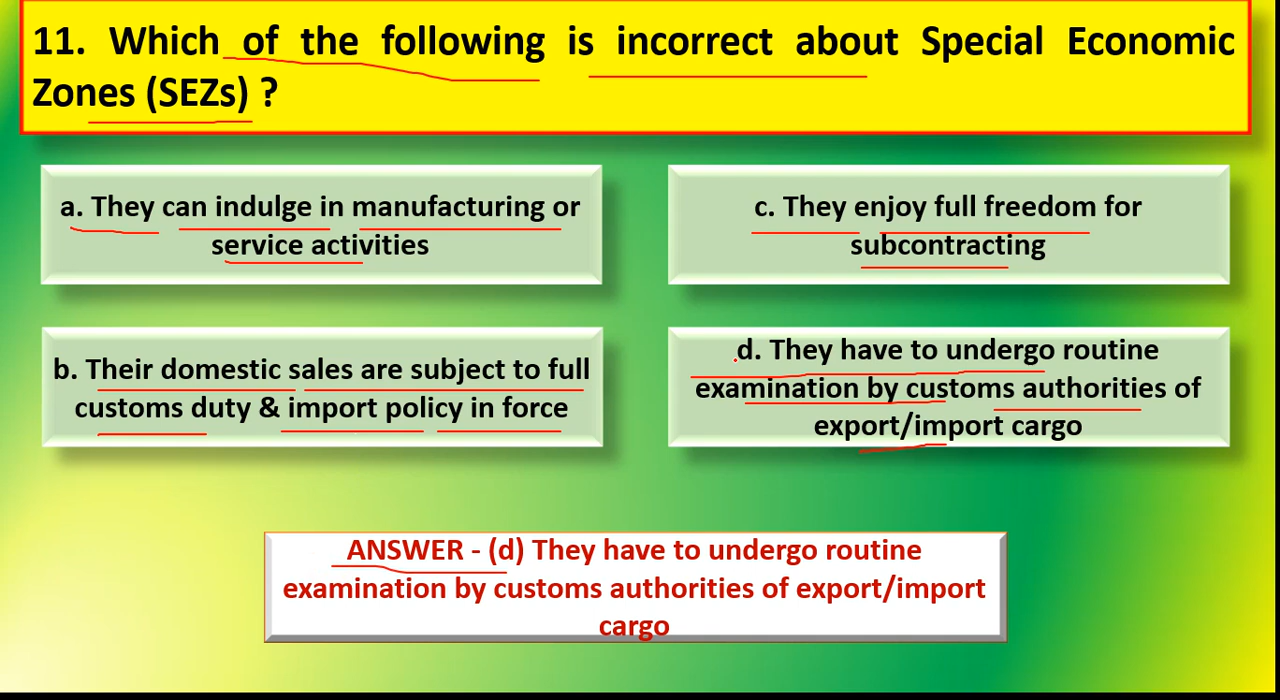 11. Which of the following is incorrect about Special Economic
Zones (SEZs) ?
a. They can indulge in manufacturing or
service activities
c. They enjoy full freedom for
subcontracting
b. Their domestic sales are subject to full
customs duty & import policy in force
d. They have to undergo routine
examination by customs authorities of
export/import cargo
ANSWER - (d) They have to undergo routine
examination by customs authorities of export/import
cargo